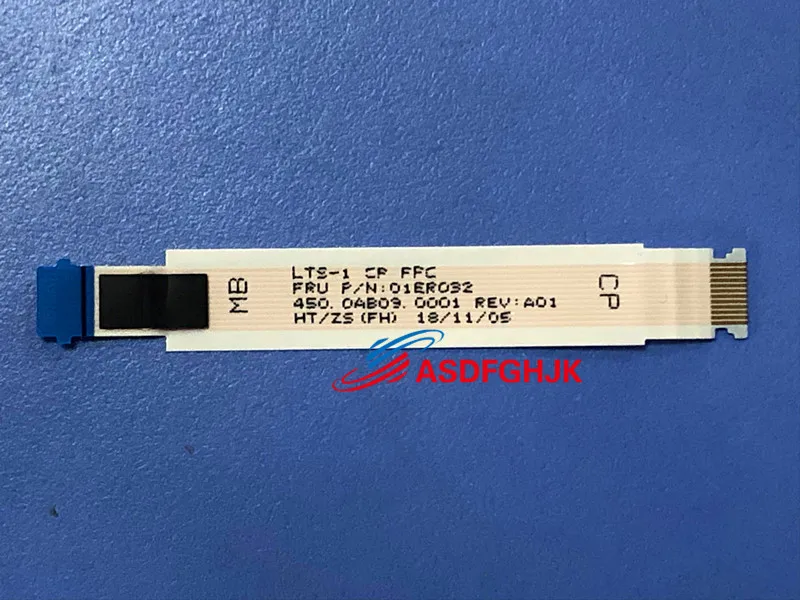 MB
LTS-1 CP FPC
FRU P/N:01ER032
450.0AB09.0001 REV:A01
HT/ZS(FH) 18/11/05
CP
ASDFGHJK